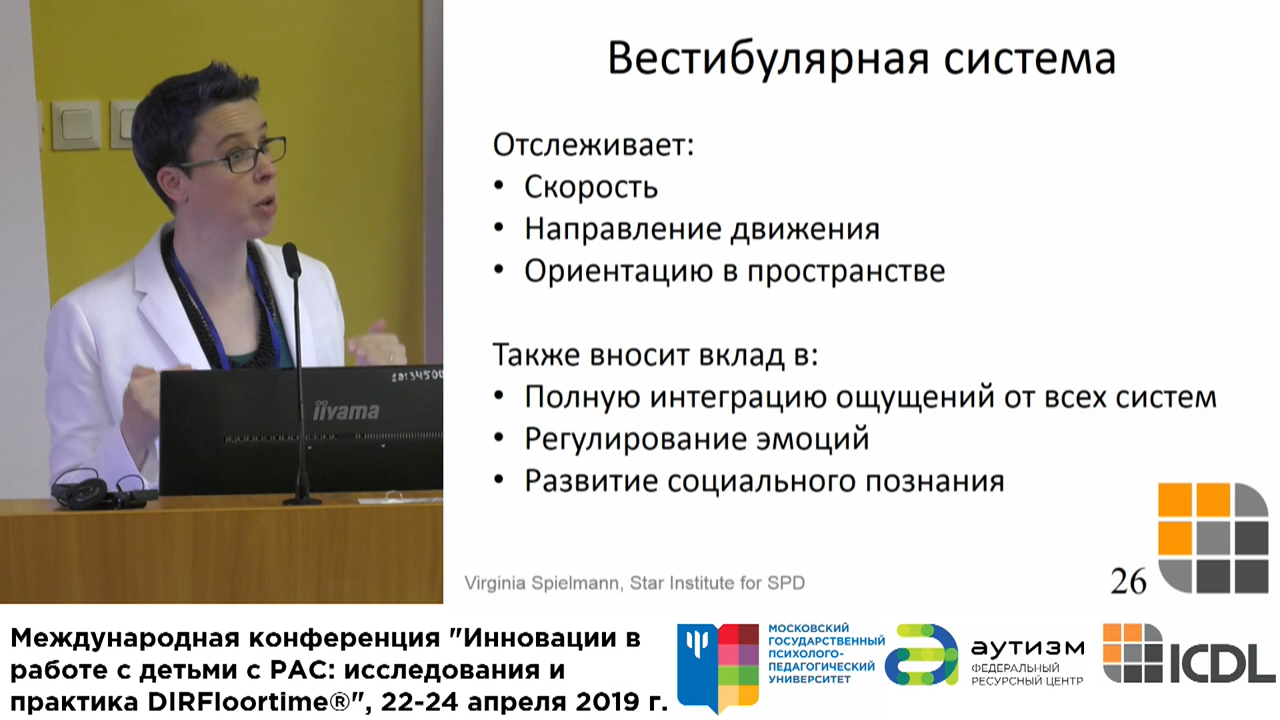 Вестибулярная система
Отслеживает:
• Скорость
• Направление движения
• Ориентацию в пространстве
Также вносит вклад в:
• Полную интеграцию ощущений от всех систем
• Регулирование эмоций
• Развитие социального познания
Virginia Spielmann, Star Institute for SPD
26
iiyama
Международная конференция "Инновации в
работе с детьми с РАС: исследования и
практика DIRFloortime®", 22-24 апреля 2019 г.
МОСКОВСКИЙ
ГОСУДАРСТВЕННЫЙ
ПСИХОЛОГО-
ПЕДАГОГИЧЕСКИЙ
УНИВЕРСИТЕТ
аутизм
ФЕДЕРАЛЬНЫЙ
РЕСУРСНЫЙ ЦЕНТР
ICDL